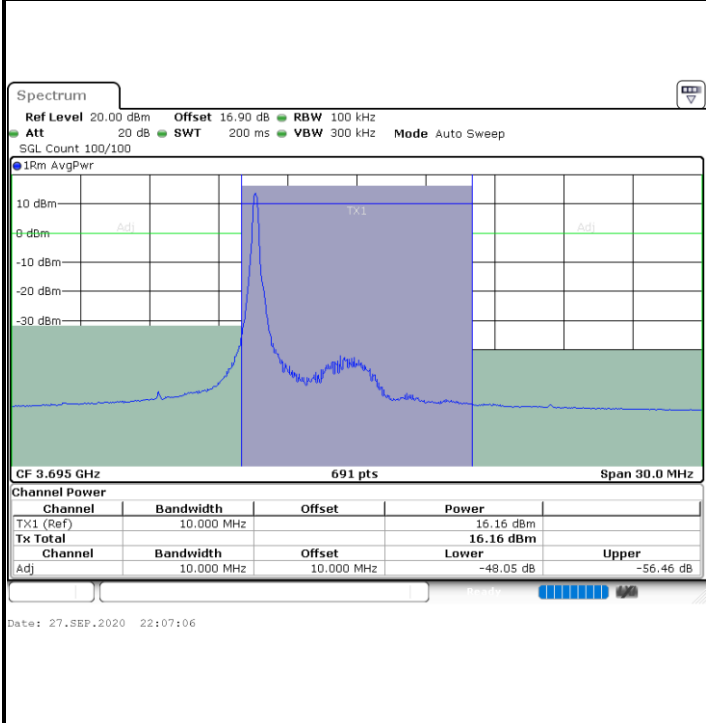 Spectrum
Ref Level 20.00 dBm Offset 16.90 dB RBW 100 kHz
Att 20 dB SWT 200 ms VBW 300 kHz Mode Auto Sweep
SGL Count 100/100
1Rm AvgPwr
10 dBm
TX1
Adj
0 dBm
Adj
-10 dBm
-20 dBm
-30 dBm
CF 3.695 GHz 691 pts Span 30.0 MHz
Channel Power
Channel Bandwidth Offset Power
TX1 (Ref) 10.000 MHz 16.16 dBm
Tx Total 16.16 dBm
Channel Bandwidth Offset Lower Upper
Adj 10.000 MHz 10.000 MHz -48.05 dB -56.46 dB
Ready
Date: 27.SEP.2020 22:07:06